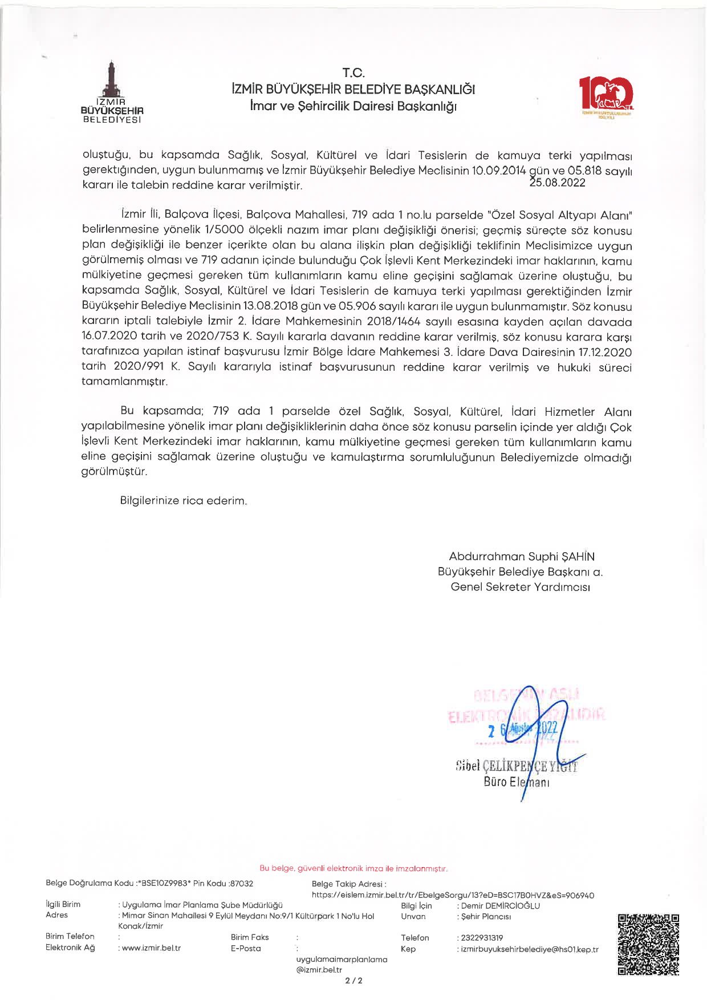 T.C.
İZMİR BÜYÜKŞEHİR BELEDİYE BAŞKANLIĞI
İmar ve Şehircilik Dairesi Başkanlığı
İZMİR
BÜYÜKŞEHİR
BELEDİYESİ
100
YIL
İZMİR'İN KURTULUŞUNUN
100. YILI
oluştuğu, bu kapsamda Sağlık, Sosyal, Kültürel ve İdari Tesislerin de kamuya terki yapılması
gerektiğinden, uygun bulunmamış ve İzmir Büyükşehir Belediye Meclisinin 10.09.2014 gün ve 05.818 sayılı
kararı ile talebin reddine karar verilmiştir.
25.08.2022
İzmir İli, Balçova İlçesi, Balçova Mahallesi, 719 ada 1 no.lu parselde "Özel Sosyal Altyapı Alanı"
belirlenmesine yönelik 1/5000 ölçekli nazım imar planı değişikliği önerisi; geçmiş süreçte söz konusu
plan değişikliği ile benzer içerikte olan bu alana ilişkin plan değişikliği teklifinin Meclisimizce uygun
görülmemiş olması ve 719 adanın içinde bulunduğu Çok İşlevli Kent Merkezindeki imar haklarının, kamu
mülkiyetine geçmesi gereken tüm kullanımların kamu eline geçişini sağlamak üzerine oluştuğu, bu
kapsamda Sağlık, Sosyal, Kültürel ve İdari Tesislerin de kamuya terki yapılması gerektiğinden İzmir
Büyükşehir Belediye Meclisinin 13.08.2018 gün ve 05.906 sayılı kararı ile uygun bulunmamıştır. Söz konusu
kararın iptali talebiyle İzmir 2. İdare Mahkemesinin 2018/1464 sayılı esasına kayden açılan davada
16.07.2020 tarih ve 2020/753 K. Sayılı kararla davanın reddine karar verilmiş, söz konusu karara karşı
tarafınızca yapılan istinaf başvurusu İzmir Bölge İdare Mahkemesi 3. İdare Dava Dairesinin 17.12.2020
tarih 2020/991 K. Sayılı kararıyla istinaf başvurusunun reddine karar verilmiş ve hukuki süreci
tamamlanmıştır.
Bu kapsamda; 719 ada 1 parselde özel Sağlık, Sosyal, Kültürel, İdari Hizmetler Alanı
yapılabilmesine yönelik imar planı değişikliklerinin daha önce söz konusu parselin içinde yer aldığı Çok
İşlevli Kent Merkezindeki imar haklarının, kamu mülkiyetine geçmesi gereken tüm kullanımların kamu
eline geçişini sağlamak üzerine oluştuğu ve kamulaştırma sorumluluğunun Belediyemizde olmadığı
görülmüştür.
Bilgilerinize rica ederim.
Abdurrahman Suphi ŞAHİN
Büyükşehir Belediye Başkanı a.
Genel Sekreter Yardımcısı
BELGENİN ASLI
ELEKTRONİK İMZALIDIR
2 6 Ağustos 2022
Sibel ÇELİKPENÇE YİĞİT
Büro Elemanı
Bu belge, güvenli elektronik imza ile imzalanmıştır.
Belge Doğrulama Kodu :*BSE10Z9983* Pin Kodu :87032
Belge Takip Adresi :
https://eislem.izmir.bel.tr/tr/EbelgeSorgu/13?eD=BSC17B0HVZ&eS=906940
İlgili Birim : Uygulama İmar Planlama Şube Müdürlüğü Bilgi İçin : Demir DEMİRCİOĞLU
Adres : Mimar Sinan Mahallesi 9 Eylül Meydanı No:9/1 Kültürpark 1 No'lu Hol Unvan : Şehir Plancısı
Konak/İzmir
Birim Telefon : Birim Faks : Telefon : 2322931319
Elektronik Ağ : www.izmir.bel.tr E-Posta : Kep : izmirbuyuksehirbelediye@hs01.kep.tr
uygulamaimarplanlama
@izmir.bel.tr
2 / 2